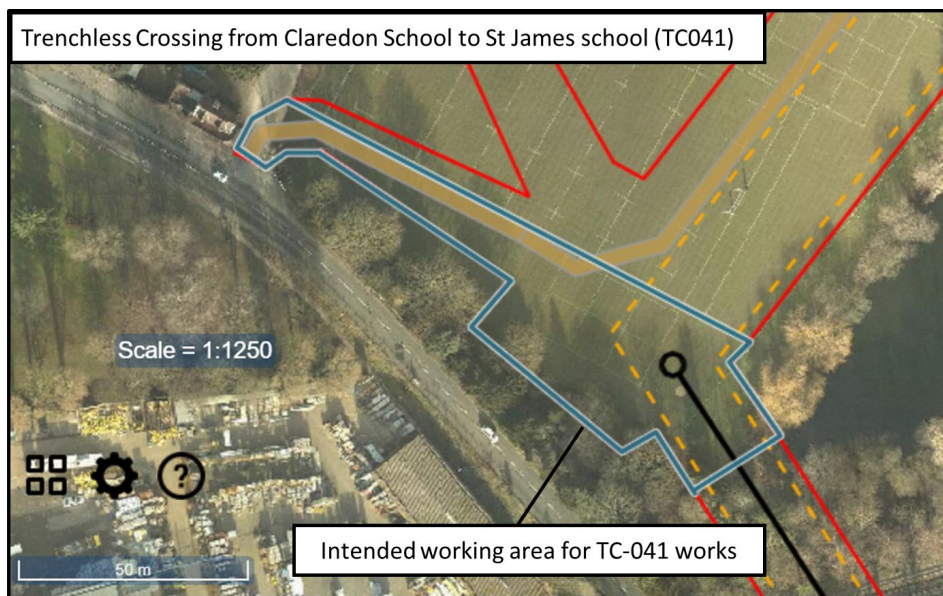 Trenchless Crossing from Claredon School to St James school (TC041)
Scale = 1:1250
?
50 m
Intended working area for TC-041 works